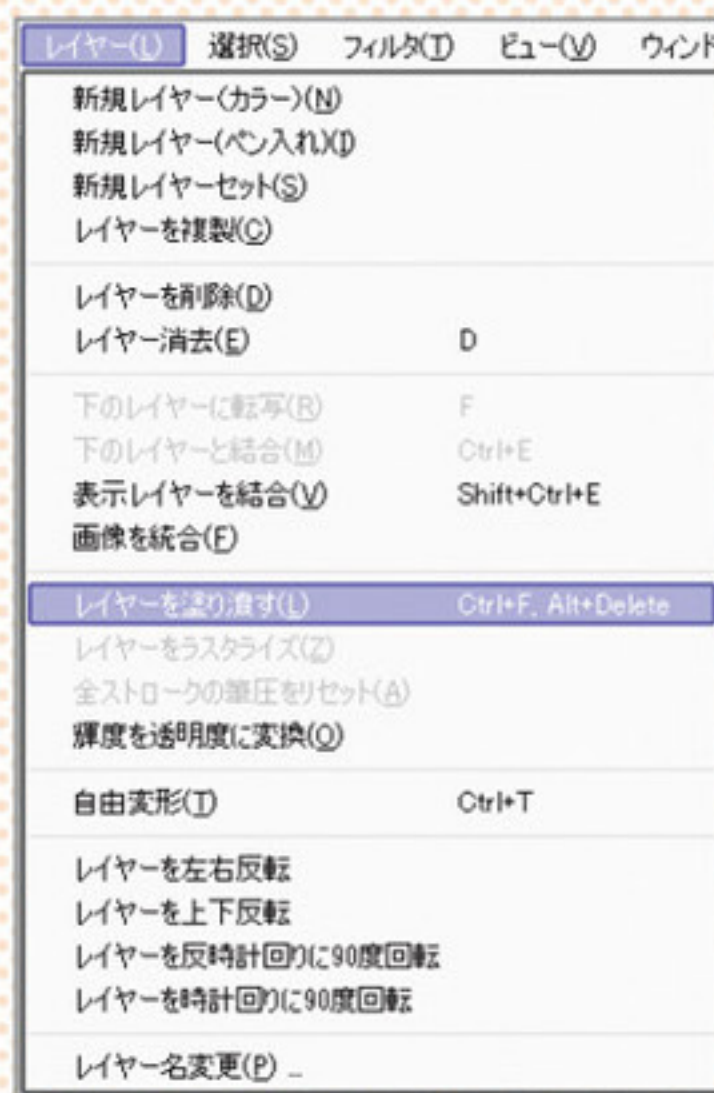 レイヤー(L) 選択(S) フィルタ(T) ビュー(V) ウィンド
新規レイヤー(カラー)(N)
新規レイヤー(ペン入れ)(I)
新規レイヤーセット(S)
レイヤーを複製(C)
レイヤーを削除(D)
レイヤー消去(E) D
下のレイヤーに転写(R) F
下のレイヤーと結合(M) Ctrl+E
表示レイヤーを結合(V) Shift+Ctrl+E
画像を統合(F)
レイヤーを塗り潰す(L) Ctrl+F, Alt+Delete
レイヤーをラスタライズ(Z)
全ストロークの筆圧をリセット(A)
輝度を透明度に変換(O)
自由変形(T) Ctrl+T
レイヤーを左右反転
レイヤーを上下反転
レイヤーを反時計回りに90度回転
レイヤーを時計回りに90度回転
レイヤー名変更(P) ...